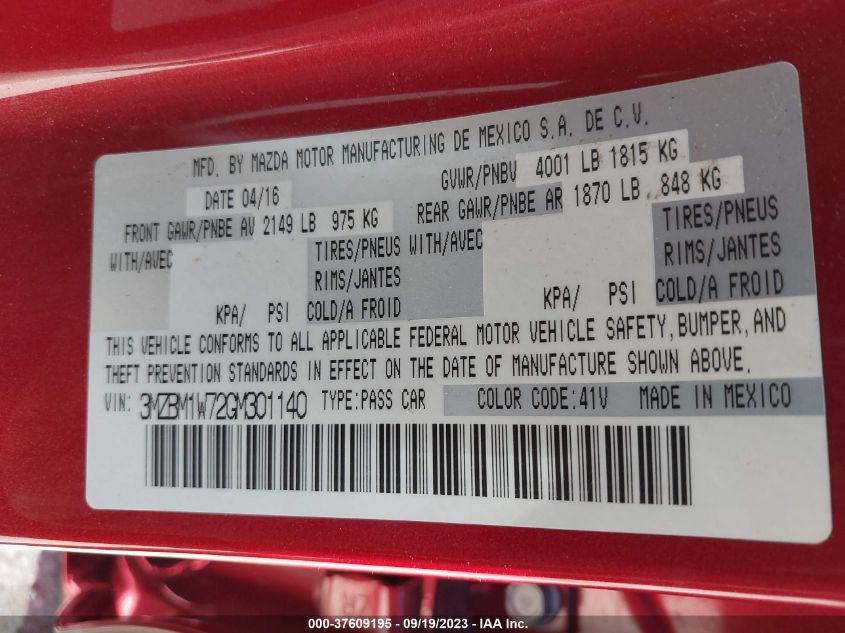 MFD. BY MAZDA MOTOR MANUFACTURING DE MEXICO S.A. DE C.V.
DATE 04/16 GVWR/PNBV 4001 LB 1815 KG
FRONT GAWR/PNBE AV 2149 LB 975 KG REAR GAWR/PNBE AR 1870 LB 848 KG
WITH/AVEC TIRES/PNEUS WITH/AVEC TIRES/PNEUS
RIMS/JANTES RIMS/JANTES
KPA/ PSI COLD/A FROID KPA/ PSI COLD/A FROID
THIS VEHICLE CONFORMS TO ALL APPLICABLE FEDERAL MOTOR VEHICLE SAFETY, BUMPER, AND
THEFT PREVENTION STANDARDS IN EFFECT ON THE DATE OF MANUFACTURE SHOWN ABOVE.
VIN: 3MZBM1W72GM301140 TYPE:PASS CAR COLOR CODE:41V MADE IN MEXICO
000-37609195 - 09/19/2023 - IAA Inc.